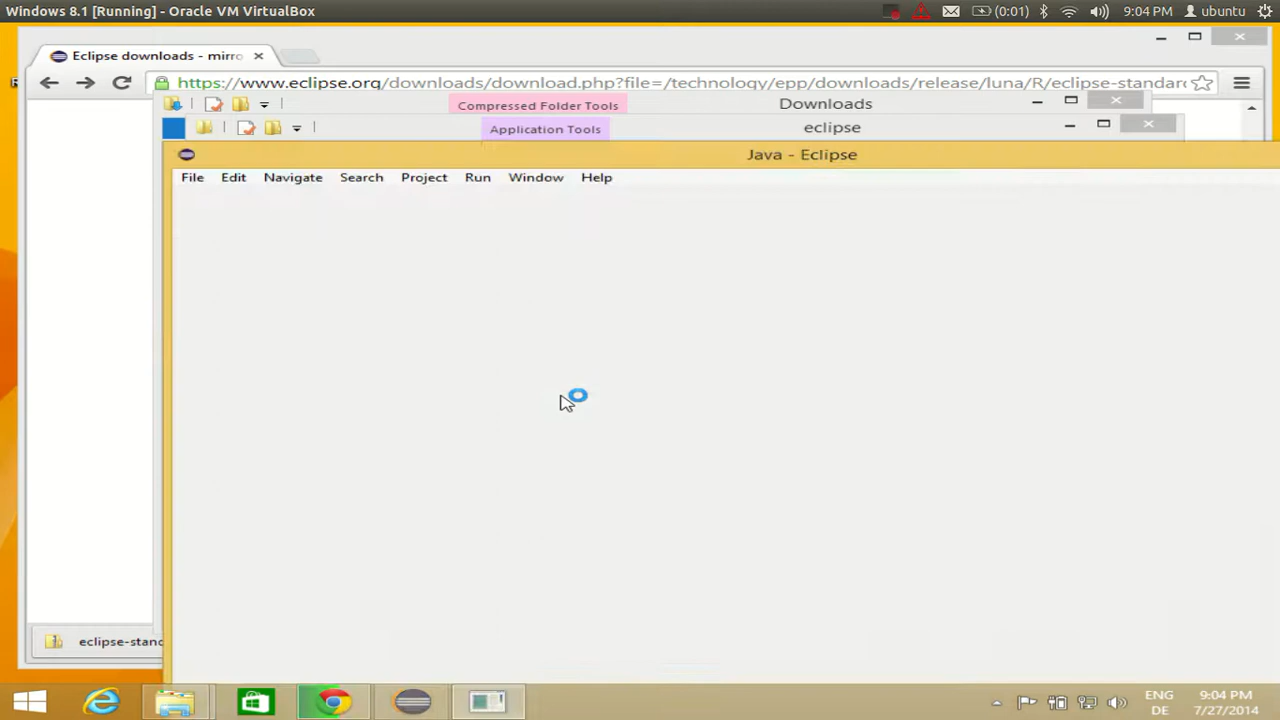 Windows 8.1 [Running] - Oracle VM VirtualBox
(0:01) 9:04 PM ubuntu
Eclipse downloads - mirro
https://www.eclipse.org/downloads/download.php?file=/technology/epp/downloads/release/luna/R/eclipse-standard
Compressed Folder Tools Downloads
Application Tools eclipse
Java - Eclipse
File Edit Navigate Search Project Run Window Help
eclipse-stand
ENG 9:04 PM
DE 7/27/2014